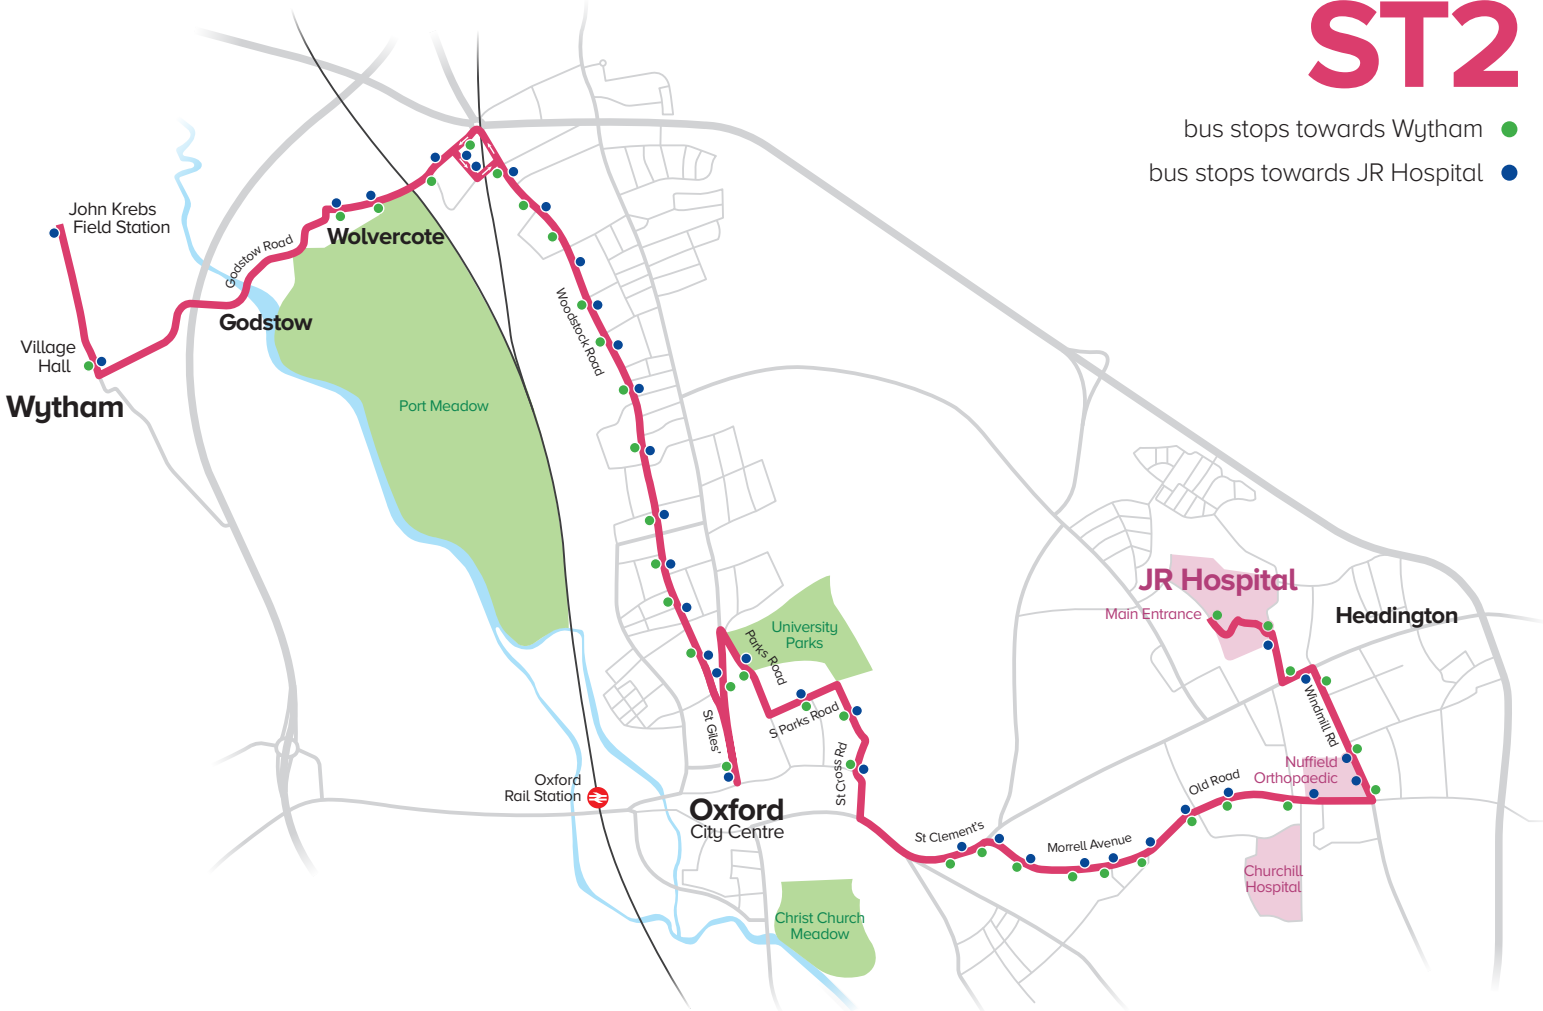 ST2
bus stops towards Wytham
bus stops towards JR Hospital
John Krebs
Field Station
Godstow Road
Wolvercote
Godstow
Village
Hall
Wytham
Woodstock Road
Port Meadow
JR Hospital
Main Entrance
Headington
University
Parks
Parks Road
S Parks Road
St Giles'
St Cross Rd
Windmill Rd
Nuffield
Orthopaedic
Old Road
Oxford
Rail Station
Oxford
City Centre
St Clement's
Morrell Avenue
Churchill
Hospital
Christ Church
Meadow